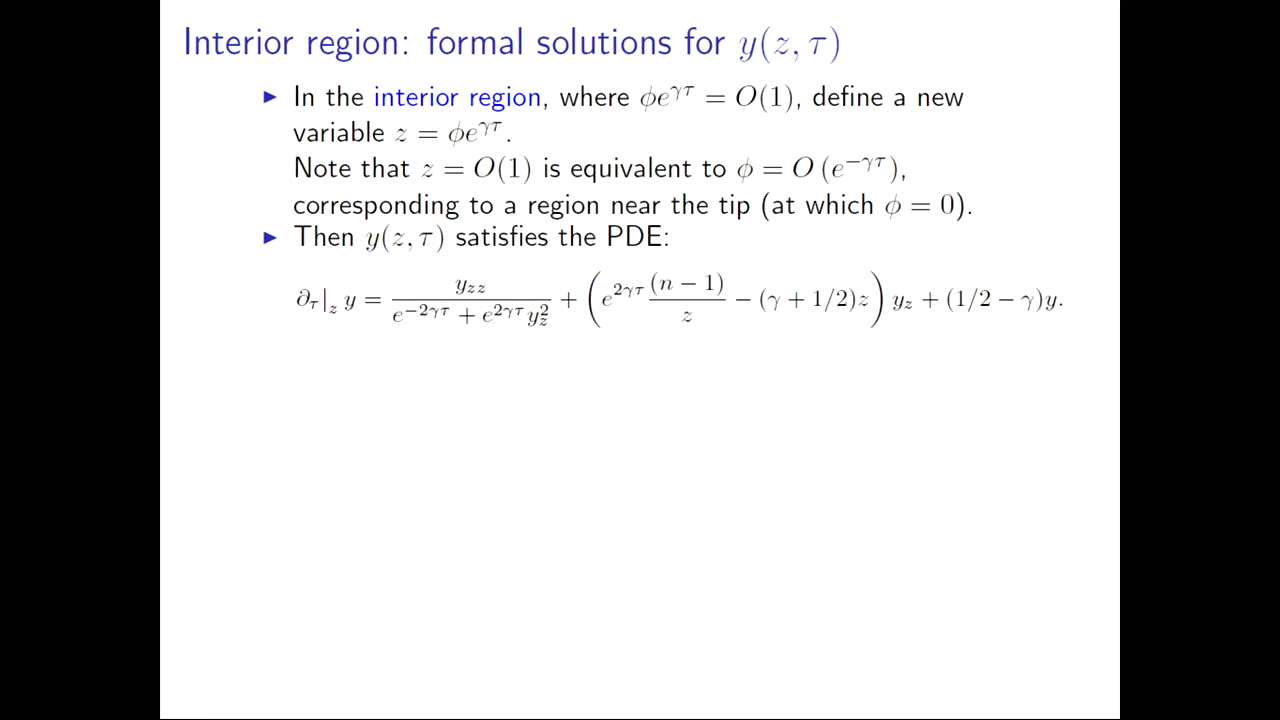 Interior region: formal solutions for y(z, τ)
▶ In the interior region, where ϕe^{γτ} = O(1), define a new
variable z = ϕe^{γτ}.
Note that z = O(1) is equivalent to ϕ = O (e^{−γτ}),
corresponding to a region near the tip (at which ϕ = 0).
▶ Then y(z, τ) satisfies the PDE:
∂_τ|_z y = \frac{y_{zz}}{e^{−2γτ} + e^{2γτ} y_z^2} + (e^{2γτ} \frac{(n − 1)}{z} − (γ + 1/2)z) y_z + (1/2 − γ)y.